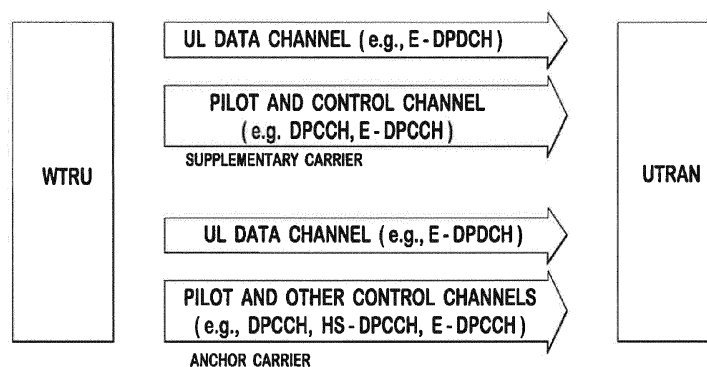 UL DATA CHANNEL (e.g., E-DPDCH)
PILOT AND CONTROL CHANNEL
(e.g. DPCCH, E-DPCCH)
SUPPLEMENTARY CARRIER
WTRU
UTRAN
UL DATA CHANNEL (e.g., E-DPDCH)
PILOT AND OTHER CONTROL CHANNELS
(e.g., DPCCH, HS-DPCCH, E-DPCCH)
ANCHOR CARRIER